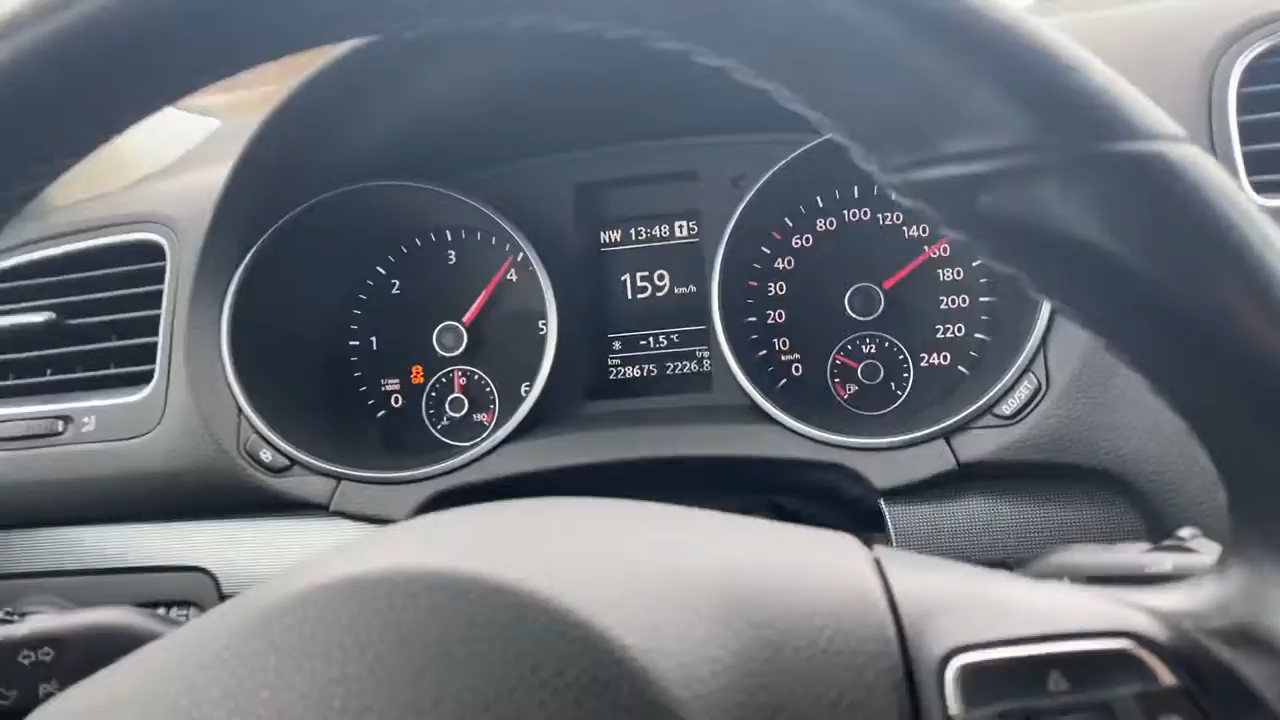 3
2
4
1
5
1/min
x1000
OFF
0
6
130
NW 13:48 5
159 km/h
-1.5 °C
km
trip
228675 2226.8
100
80
120
60
140
40
160
30
180
20
200
10
220
km/h
0
240
1/2
1
0.0/SET